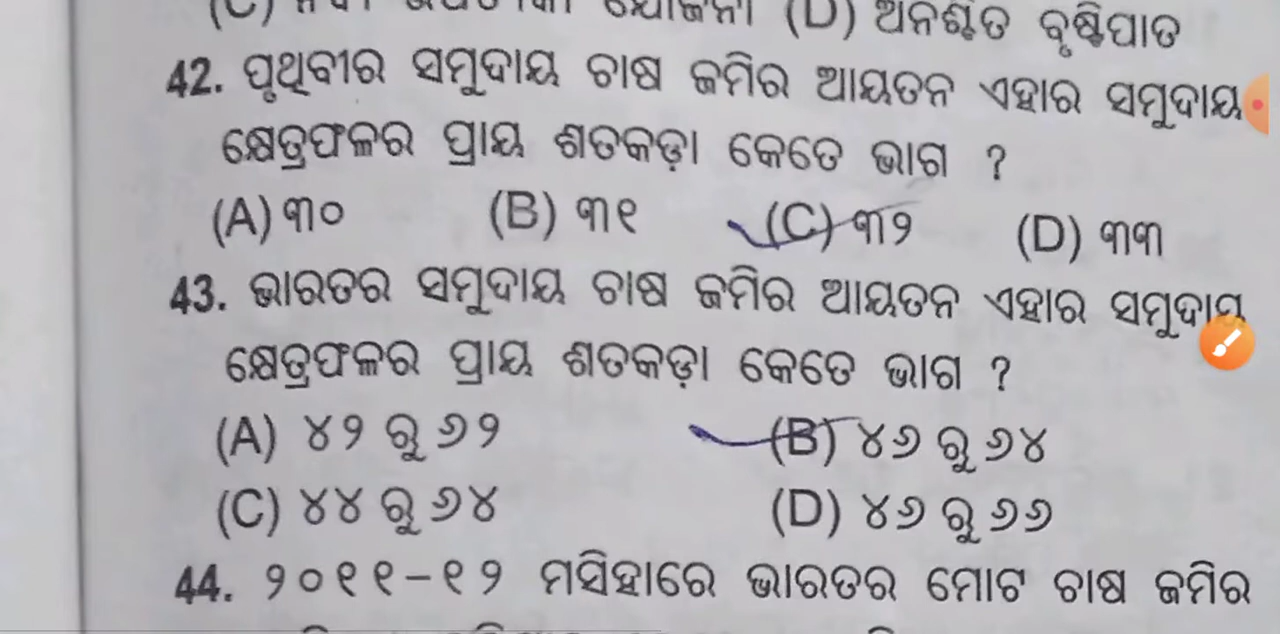 (D) ଅନିଶ୍ଚିତ ବୃଷ୍ଟିପାତ
42. ପୃଥିବୀର ସମୁଦାୟ ଚାଷ ଜମିର ଆୟତନ ଏହାର ସମୁଦାୟ
କ୍ଷେତ୍ରଫଳର ପ୍ରାୟ ଶତକଡ଼ା କେତେ ଭାଗ ?
(A) ୩୦ (B) ୩୧ (C) ୩୨ (D) ୩୩
43. ଭାରତର ସମୁଦାୟ ଚାଷ ଜମିର ଆୟତନ ଏହାର ସମୁଦାୟ
କ୍ଷେତ୍ରଫଳର ପ୍ରାୟ ଶତକଡ଼ା କେତେ ଭାଗ ?
(A) ୪୨ ରୁ ୬୨ (B) ୪୬ ରୁ ୬୪
(C) ୪୪ ରୁ ୬୪ (D) ୪୬ ରୁ ୬୬
44. ୨୦୧୧-୧୨ ମସିହାରେ ଭାରତର ମୋଟ ଚାଷ ଜମିର